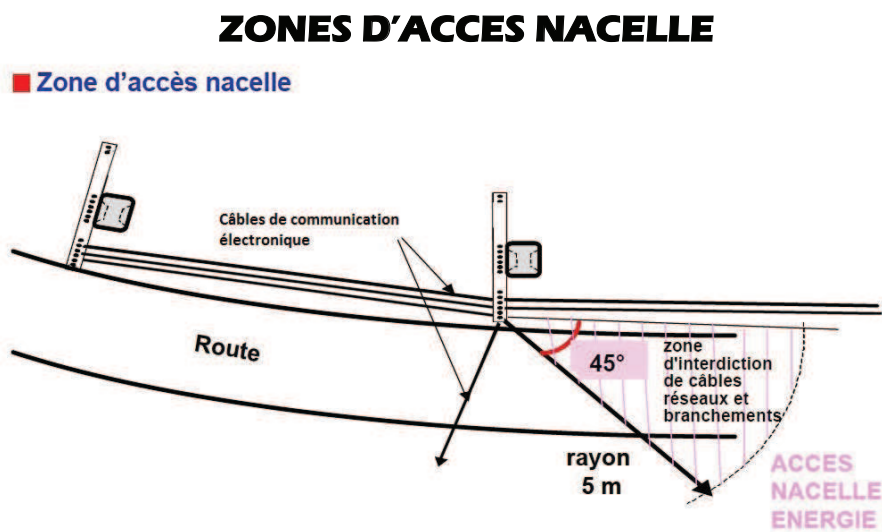 ZONES D'ACCES NACELLE
Zone d'accès nacelle
Câbles de communication
électronique
Route
45°
zone
d'interdiction
de câbles
réseaux et
branchements
rayon
5 m
ACCES
NACELLE
ENERGIE